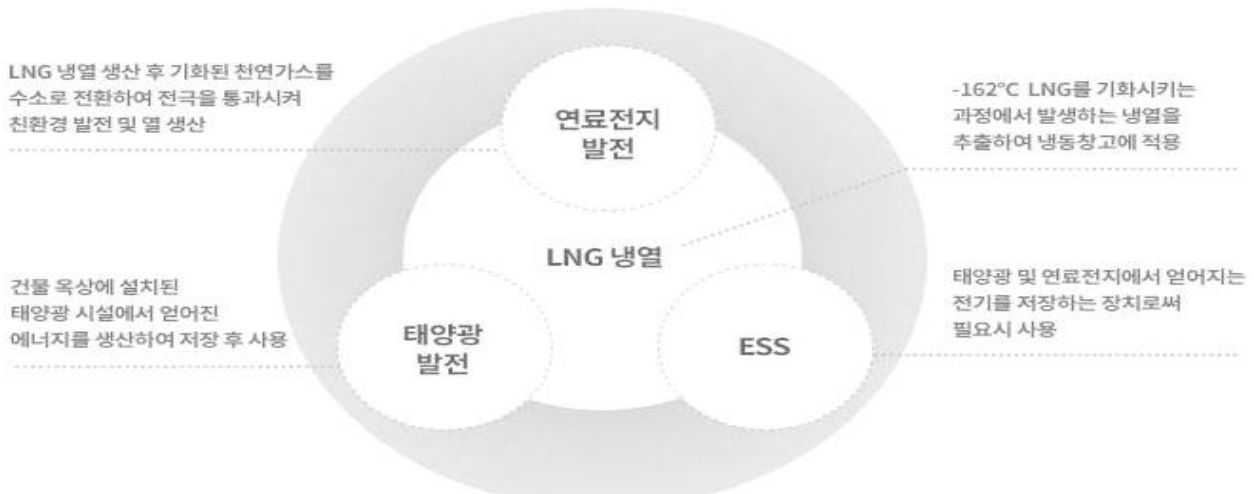 LNG 냉열 생산 후 기화된 천연가스를
수소로 전환하여 전극을 통과시켜
친환경 발전 및 열 생산
연료전지
발전
-162℃ LNG를 기화시키는
과정에서 발생하는 냉열을
추출하여 냉동창고에 적용
LNG 냉열
건물 옥상에 설치된
태양광 시설에서 얻어진
에너지를 생산하여 저장 후 사용
태양광
발전
ESS
태양광 및 연료전지에서 얻어지는
전기를 저장하는 장치로써
필요시 사용